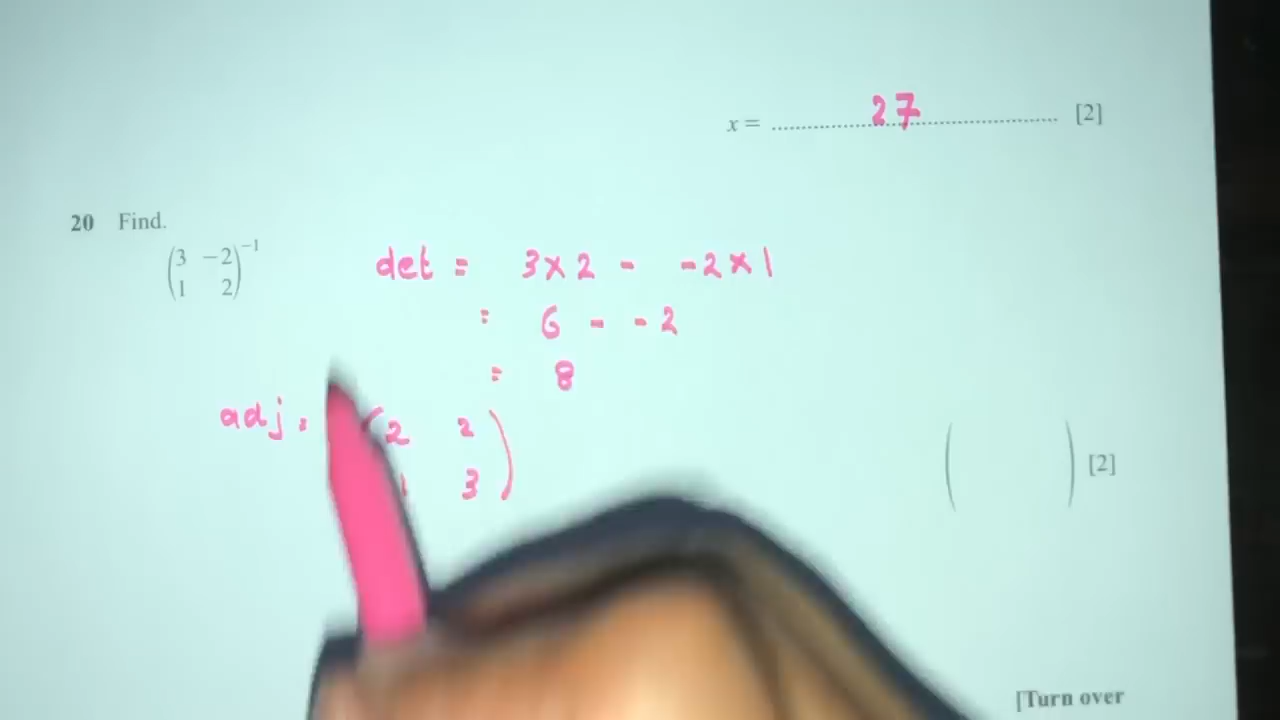 x = ........................ 27 ........................ [2]
20 Find.
(3 −2)⁻¹
(1 2)
det = 3 × 2 - -2 × 1
= 6 - -2
= 8
adj = (2 2)
1 3)
( ) [2]
[Turn over